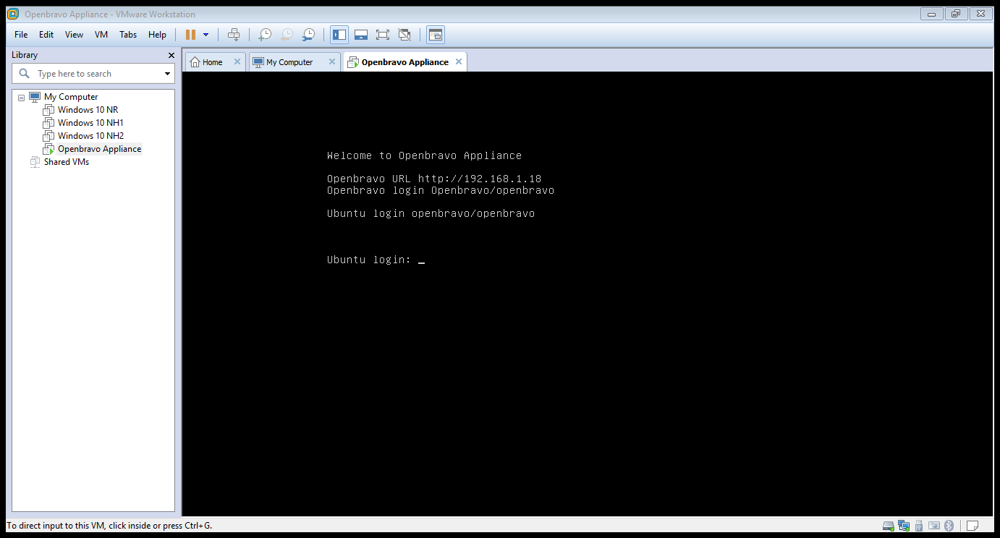 Openbravo Appliance - VMware Workstation
File Edit View VM Tabs Help
Library
Type here to search
Home
My Computer
Openbravo Appliance
My Computer
Windows 10 NR
Windows 10 NH1
Windows 10 NH2
Openbravo Appliance
Shared VMs
Welcome to Openbravo Appliance
Openbravo URL http://192.168.1.18
Openbravo login Openbravo/openbravo
Ubuntu login openbravo/openbravo
Ubuntu login: _
To direct input to this VM, click inside or press Ctrl+G.